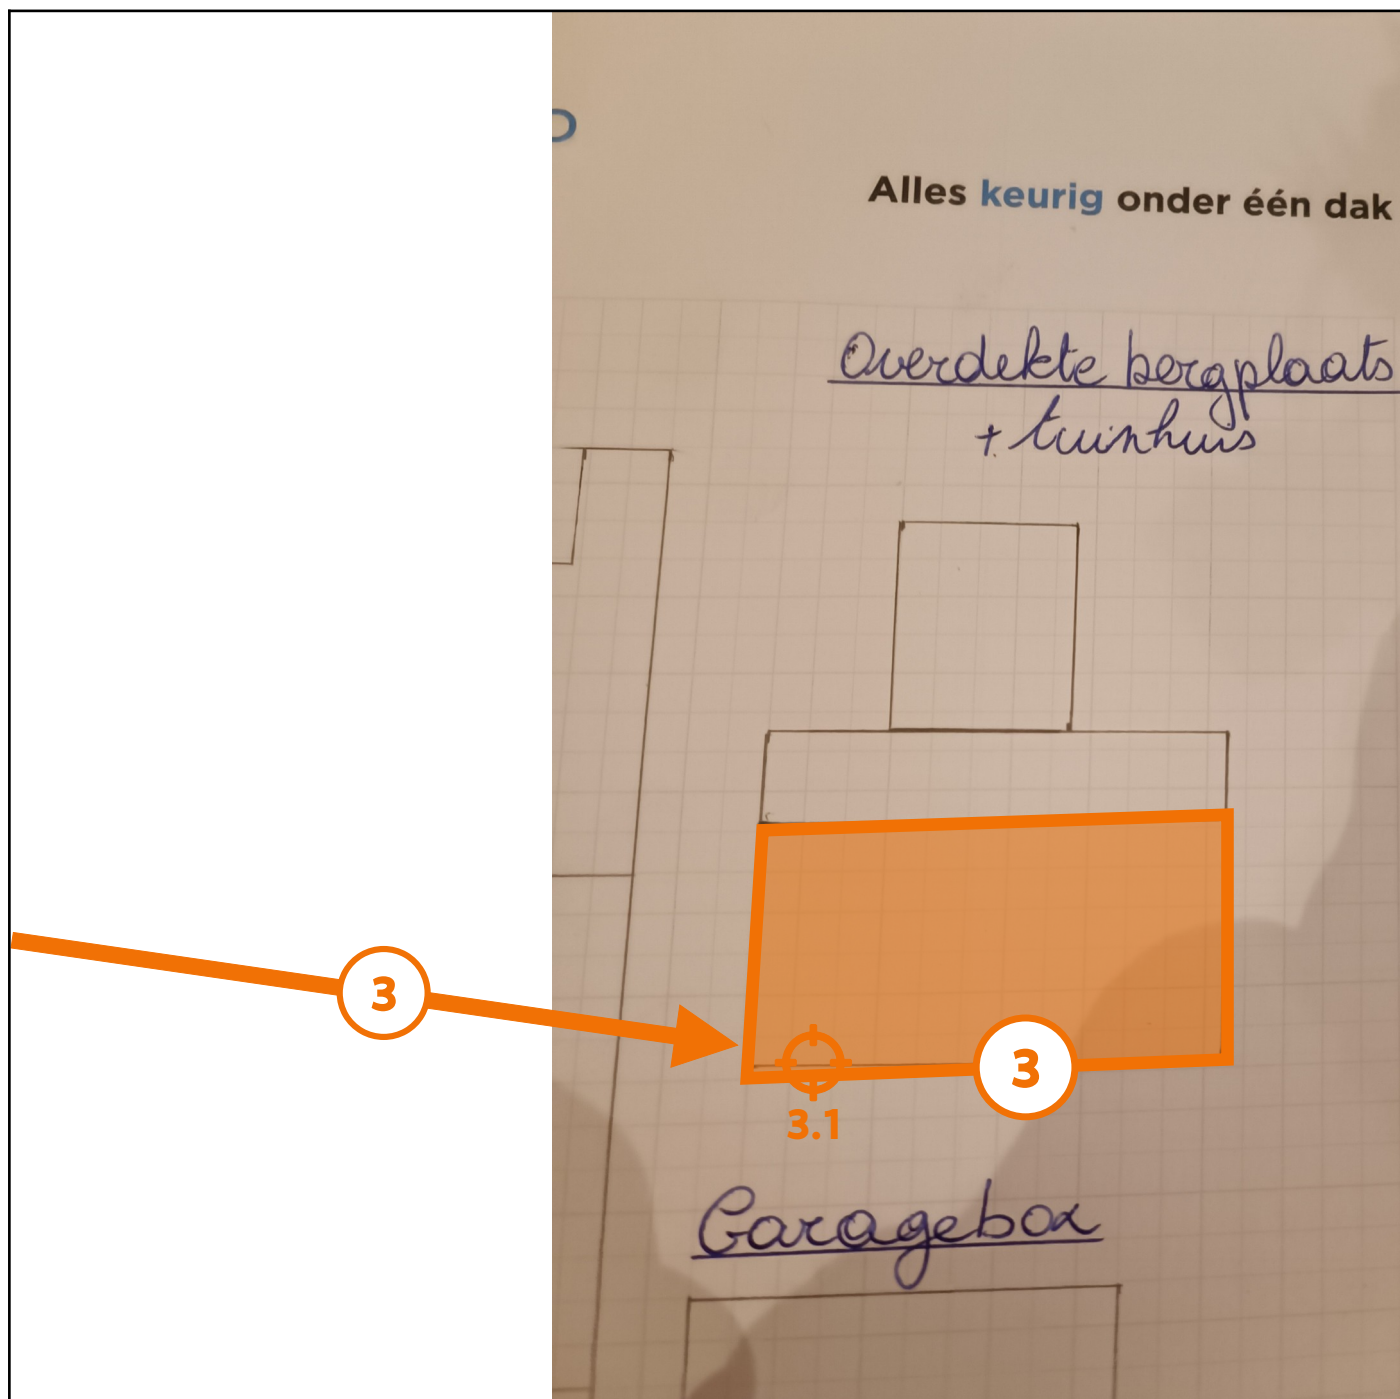 Alles keurig onder één dak
Overdekte bergplaats
+ tuinhuis
3
3
3.1
Garagebox